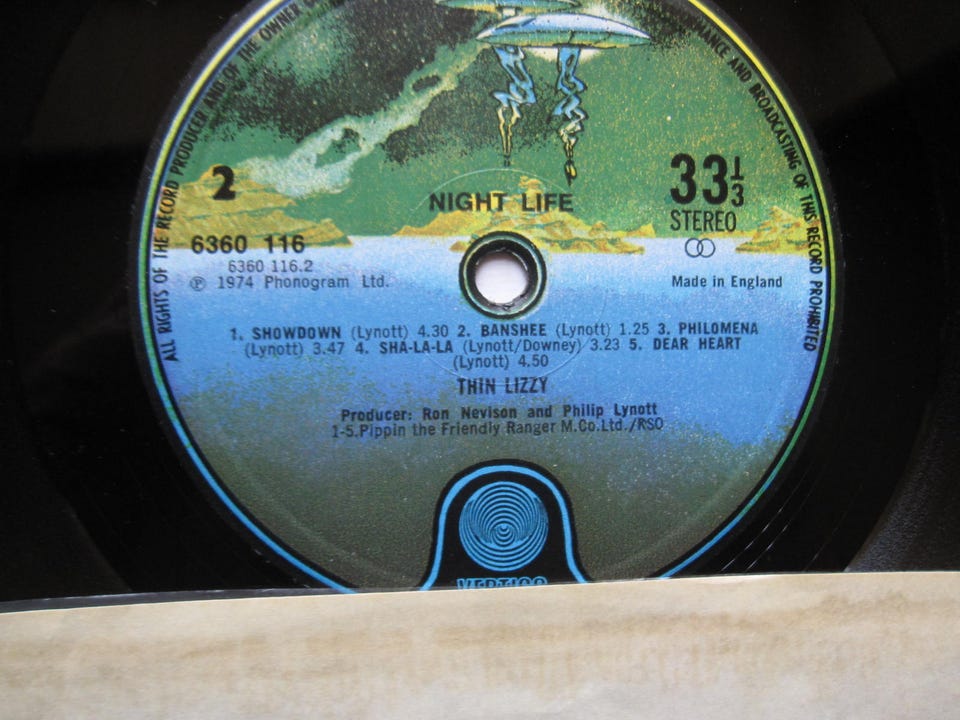 ALL RIGHTS OF THE RECORD PRODUCER AND OF THE OWNER
AND BROADCASTING OF THIS RECORD PROHIBITED
2
33⅓
NIGHT LIFE
STEREO
6360 116
6360 116.2
℗ 1974 Phonogram Ltd.
Made in England
1. SHOWDOWN (Lynott) 4.30 2. BANSHEE (Lynott) 1.25 3. PHILOMENA
(Lynott) 3.47 4. SHA-LA-LA (Lynott/Downey) 3.23 5. DEAR HEART
(Lynott) 4.50
THIN LIZZY
Producer: Ron Nevison and Philip Lynott
1-5.Pippin the Friendly Ranger M.Co.Ltd./RSO
VERTIGO